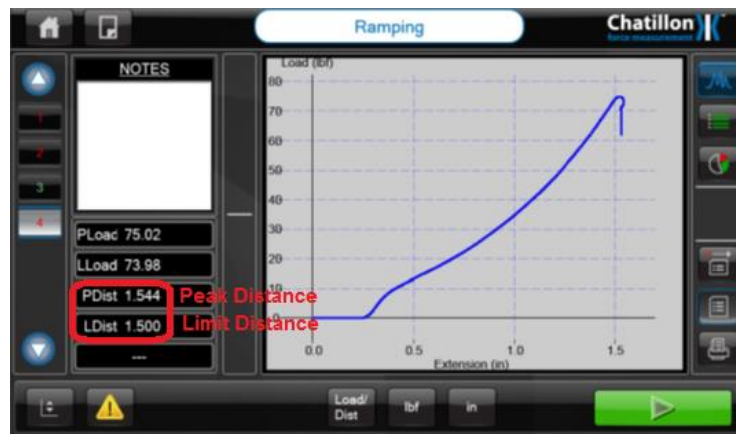 Ramping
Chatillon
force measurement
NOTES
1
2
3
4
PLoad 75.02
LLoad 73.98
PDist 1.544
LDist 1.500
---
Peak Distance
Limit Distance
Load (lbf)
80
70
60
50
40
30
20
10
0
0.0 0.5 1.0 1.5
Extension (in)
Load/
Dist
lbf
in